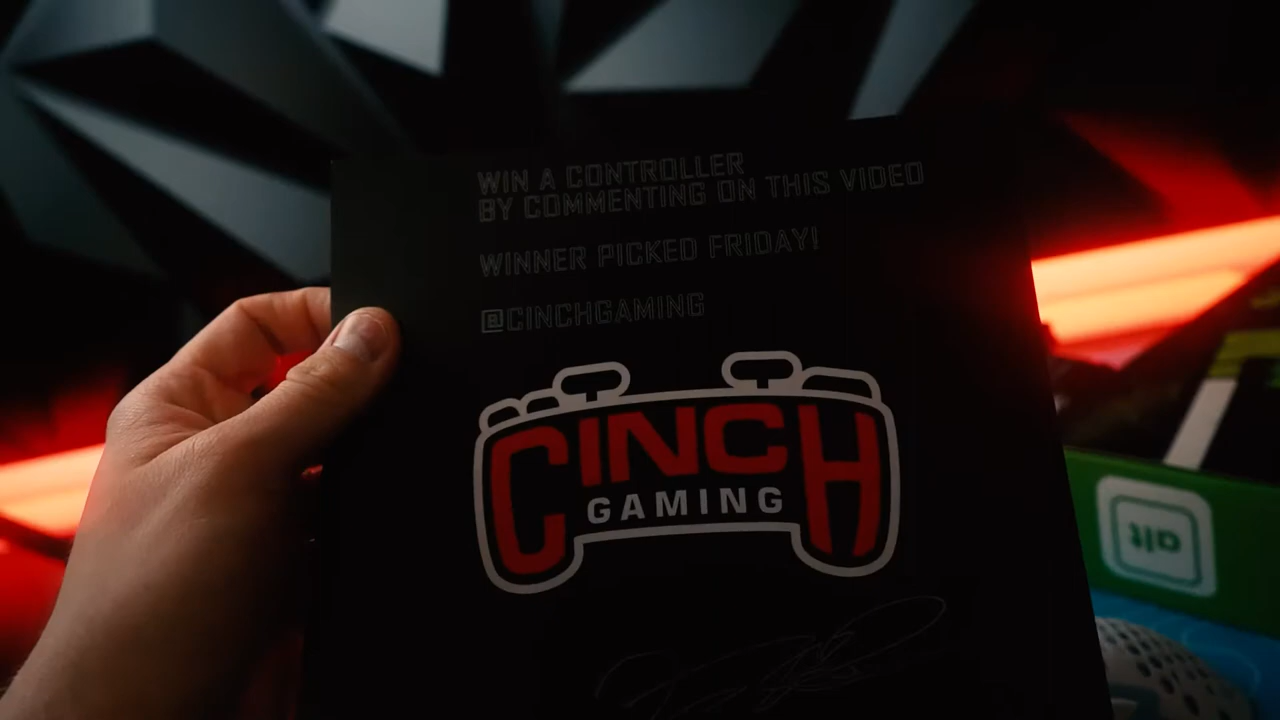 WIN A CONTROLLER
BY COMMENTING ON THIS VIDEO
WINNER PICKED FRIDAY!
@CINCHGAMING
CINCH
GAMING
alt